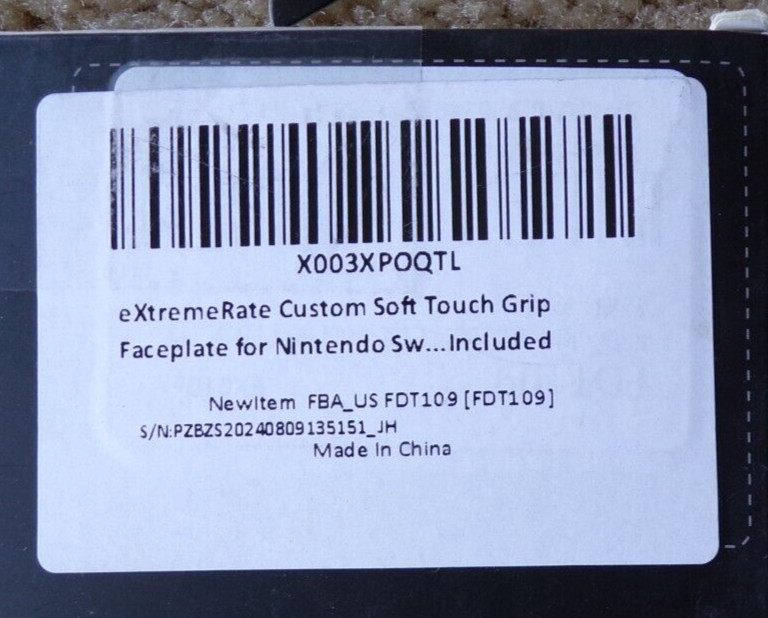 X003XPOQTL
eXtremeRate Custom Soft Touch Grip
Faceplate for Nintendo Sw...Included
NewItem FBA_US FDT109 [FDT109]
S/N:PZBZS20240809135151_JH
Made In China